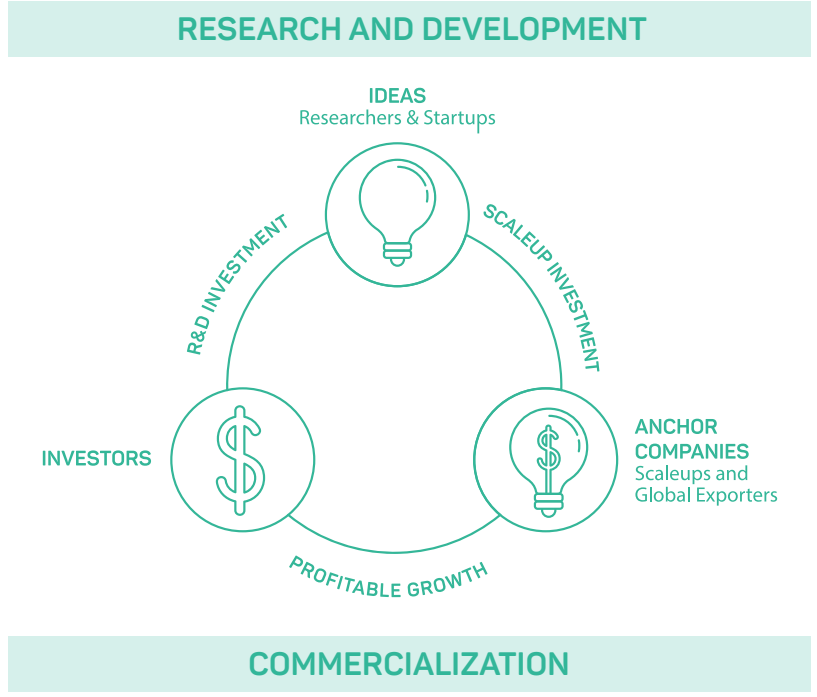 RESEARCH AND DEVELOPMENT
IDEAS
Researchers & Startups
R&D INVESTMENT
SCALEUP INVESTMENT
INVESTORS
ANCHOR
COMPANIES
Scaleups and
Global Exporters
PROFITABLE GROWTH
COMMERCIALIZATION